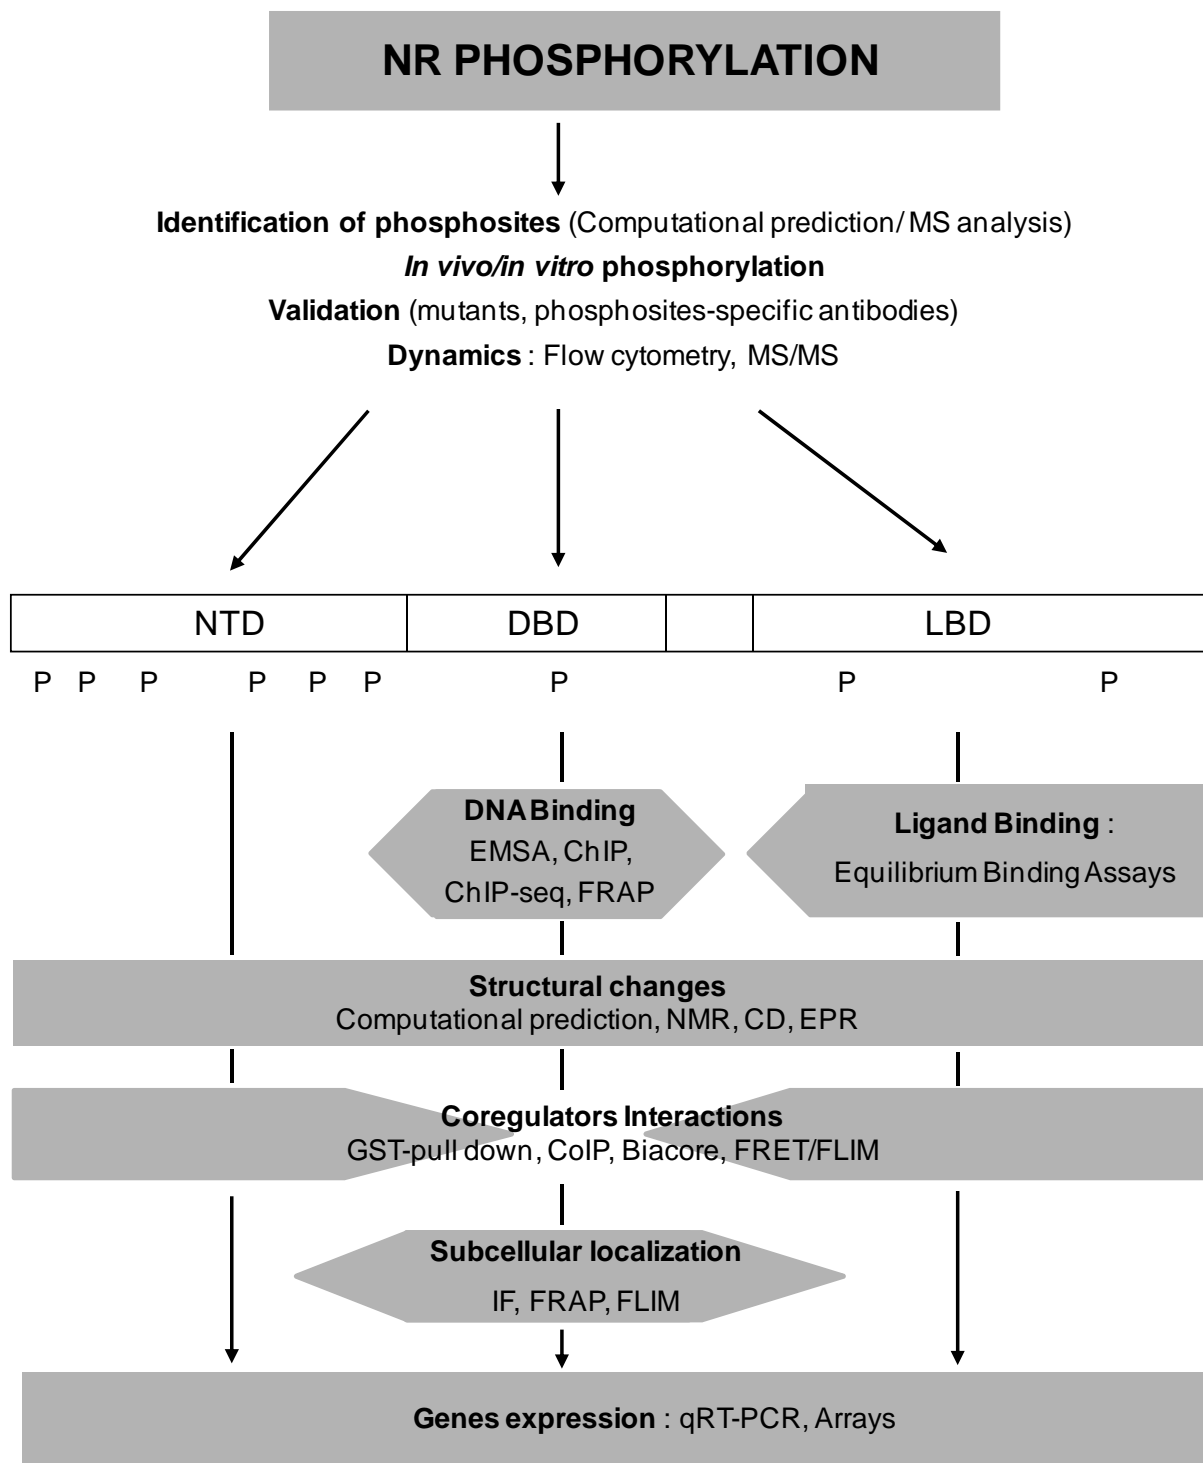 NR PHOSPHORYLATION
Identification of phosphosites (Computational prediction/ MS analysis)
In vivo/in vitro phosphorylation
Validation (mutants, phosphosites-specific antibodies)
Dynamics : Flow cytometry, MS/MS
NTD DBD LBD
P P P P P P P P P
DNA Binding
EMSA, ChIP,
ChIP-seq, FRAP
Ligand Binding :
Equilibrium Binding Assays
Structural changes
Computational prediction, NMR, CD, EPR
Coregulators Interactions
GST-pull down, CoIP, Biacore, FRET/FLIM
Subcellular localization
IF, FRAP, FLIM
Genes expression : qRT-PCR, Arrays